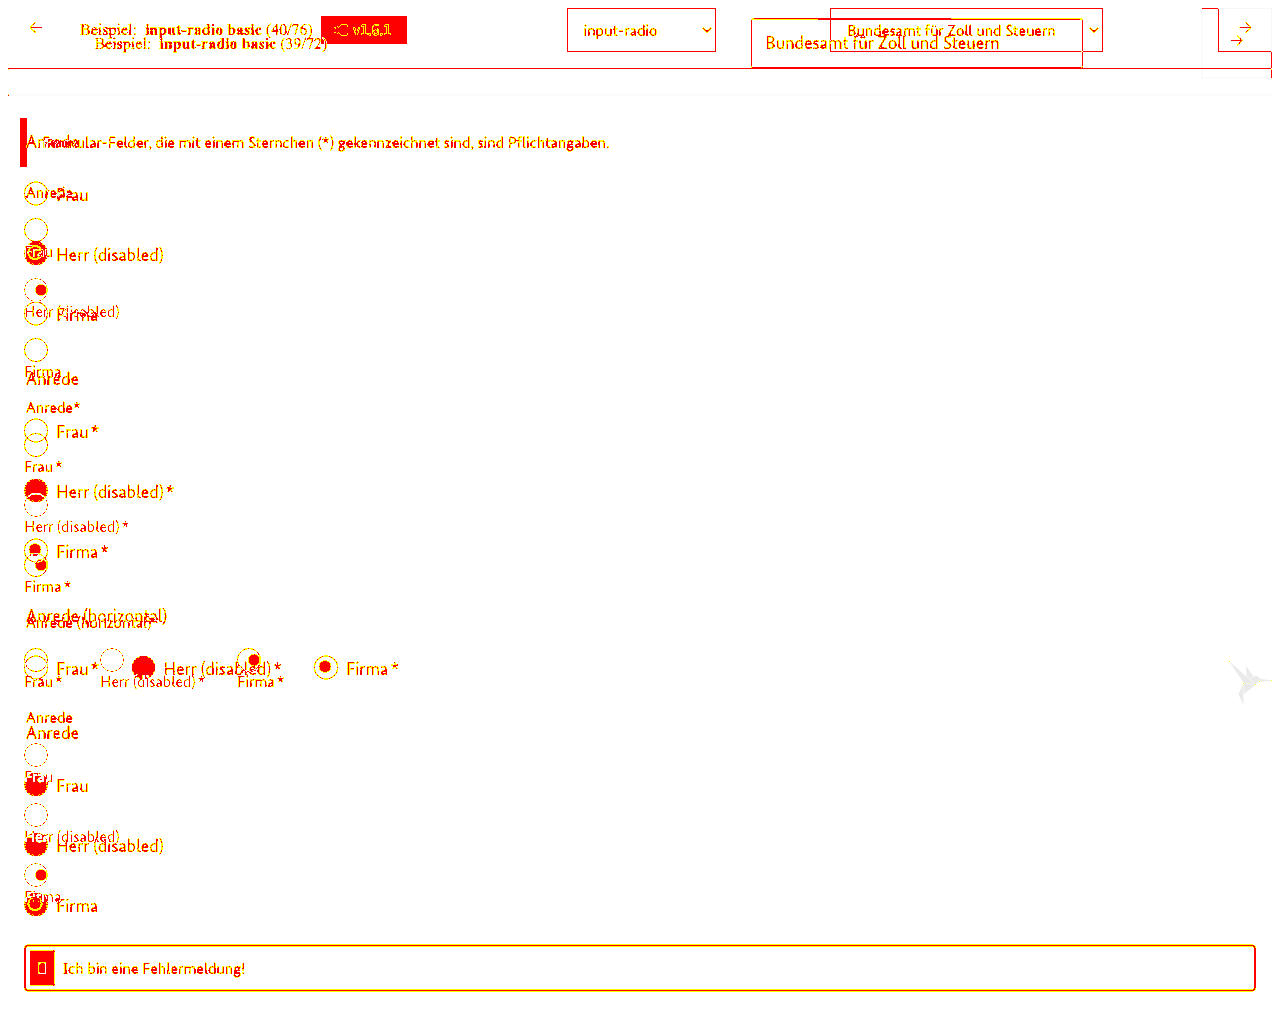 Beispiel: input-radio basic (40/76) v1.6.1 input-radio Bundesamt für Zoll und Steuern
Beispiel: input-radio basic (39/72) Bundesamt für Zoll und Steuern
Formular-Felder, die mit einem Sternchen (*) gekennzeichnet sind, sind Pflichtangaben.
Anrede
Frau
Frau
Herr (disabled)
Herr (disabled)
Firma
Firma
Anrede
Anrede*
Frau*
Frau*
Herr (disabled)*
Herr (disabled)*
Firma*
Firma*
Anrede (horizontal)
Anrede (horizontal)*
Frau* Herr (disabled)* Firma*
Frau* Herr (disabled)* Firma*
Anrede
Anrede
Frau
Frau
Herr (disabled)
Herr (disabled)
Firma
Firma
Ich bin eine Fehlermeldung!